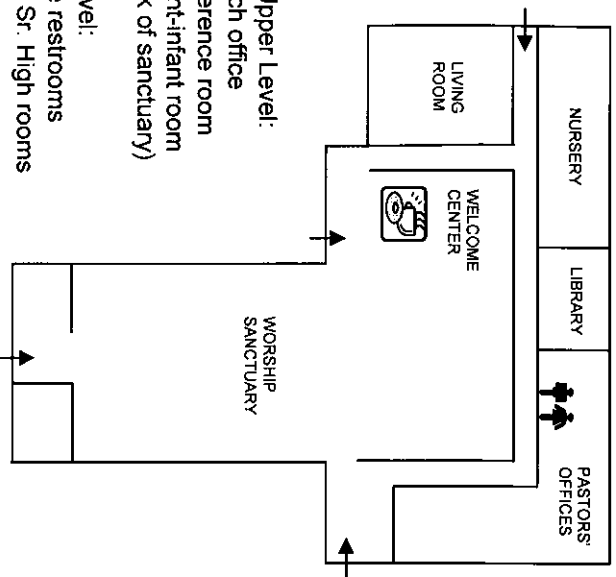 NURSERY
LIBRARY
PASTORS'
OFFICES
LIVING
ROOM
WELCOME
CENTER
WORSHIP
SANCTUARY
Upper Level:
ch office
erence room
nt-infant room
k of sanctuary)
vel:
e restrooms
Sr. High rooms